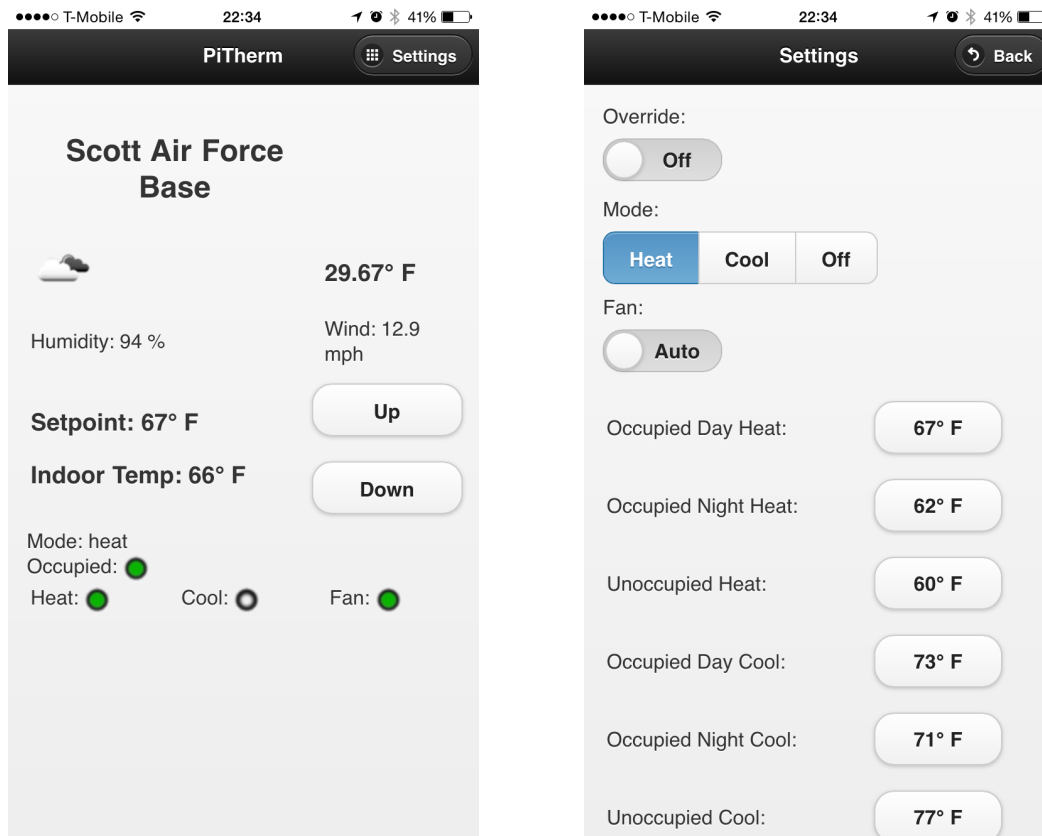 T-Mobile 22:34 41%
PiTherm Settings
Scott Air Force
Base
29.67° F
Humidity: 94 %
Wind: 12.9
mph
Setpoint: 67° F
Up
Indoor Temp: 66° F
Down
Mode: heat
Occupied:
Heat: Cool: Fan:
T-Mobile 22:34 41%
Settings Back
Override:
Off
Mode:
Heat Cool Off
Fan:
Auto
Occupied Day Heat: 67° F
Occupied Night Heat: 62° F
Unoccupied Heat: 60° F
Occupied Day Cool: 73° F
Occupied Night Cool: 71° F
Unoccupied Cool: 77° F